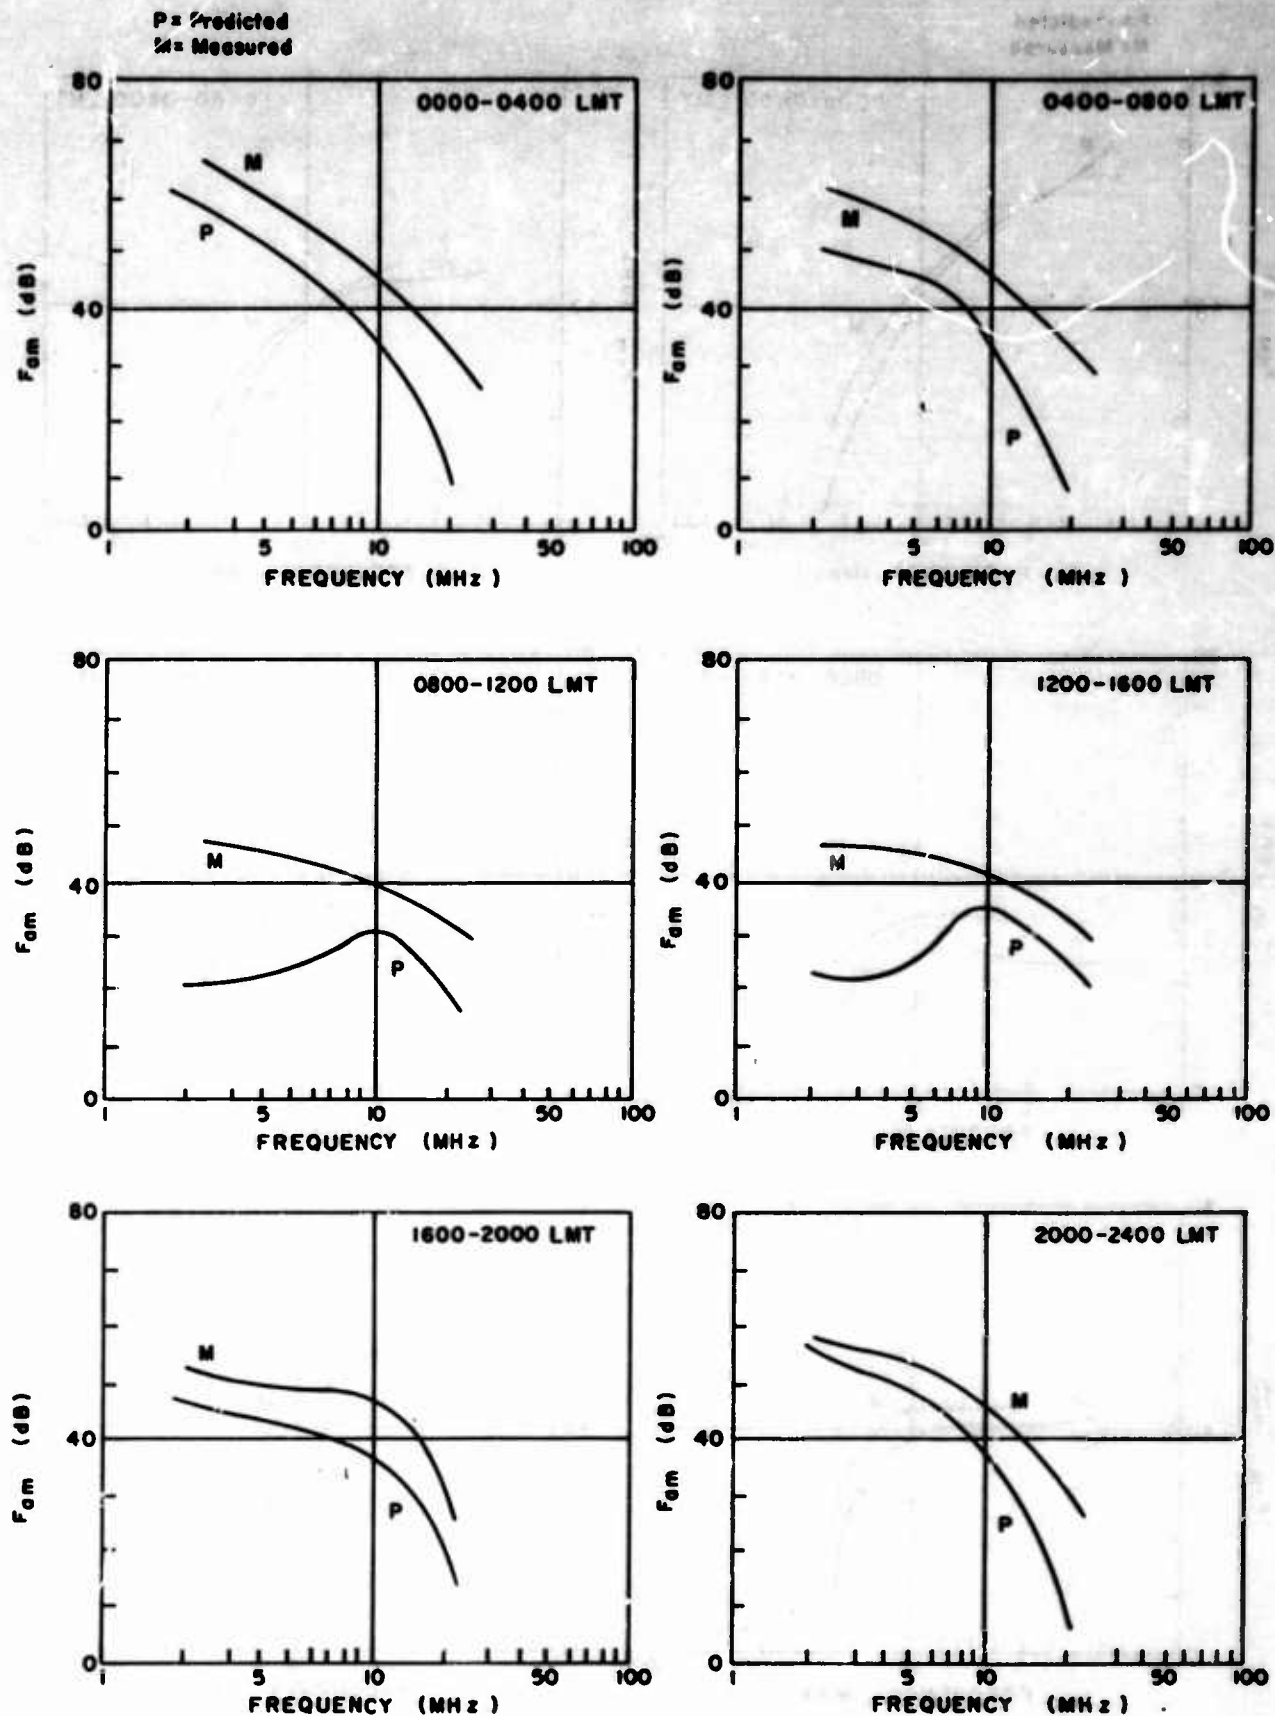 P = Predicted
M = Measured
0000-0400 LMT
80
40
0
M
P
Fam (dB)
1 5 10 50 100
FREQUENCY (MHz)
0400-0800 LMT
80
40
0
M
P
Fam (dB)
1 5 10 50 100
FREQUENCY (MHz)
0800-1200 LMT
80
40
0
M
P
Fam (dB)
1 5 10 50 100
FREQUENCY (MHz)
1200-1600 LMT
80
40
0
M
P
Fam (dB)
1 5 10 50 100
FREQUENCY (MHz)
1600-2000 LMT
80
40
0
M
P
Fam (dB)
1 5 10 50 100
FREQUENCY (MHz)
2000-2400 LMT
80
40
0
M
P
Fam (dB)
1 5 10 50 100
FREQUENCY (MHz)